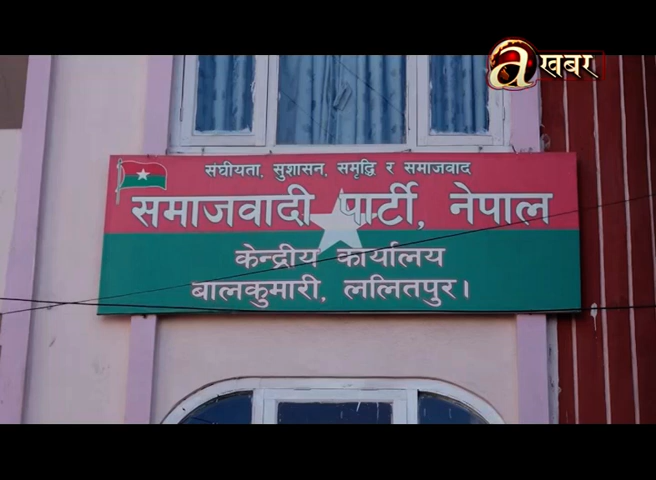 a खबर
संघीयता, सुशासन, समृद्धि र समाजवाद
समाजवादी पार्टी, नेपाल
केन्द्रीय कार्यालय
बालकुमारी, ललितपुर।